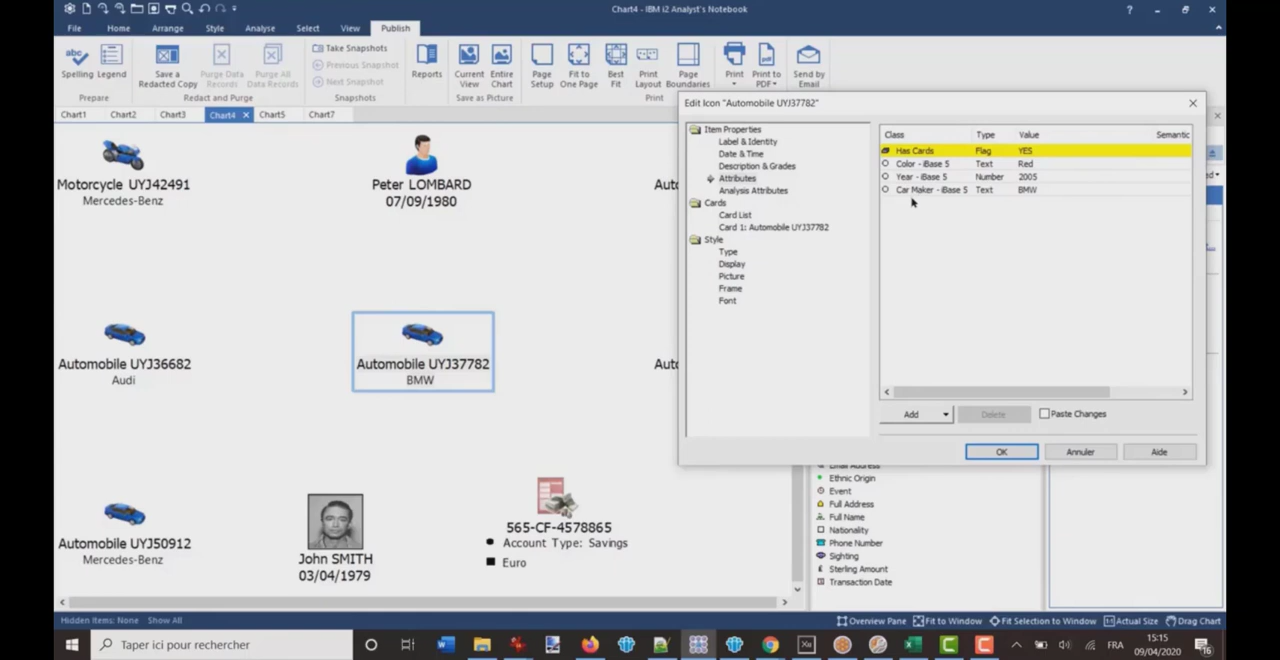 Chart4 - IBM i2 Analyst's Notebook
File Home Arrange Style Analyse Select View Publish
Spelling Legend
Prepare
Save a Redacted Copy
Purge Data Records
Purge All Data Records
Redact and Purge
Take Snapshots
Previous Snapshot
Next Snapshot
Snapshots
Reports
Current View
Entire Chart
Save as Picture
Page Setup
Fit to One Page
Best Fit
Print Layout
Page Boundaries
Print
Print
Print to PDF
Send by Email
Chart1 Chart2 Chart3 Chart4 Chart5 Chart7
Motorcycle UYJ42491
Mercedes-Benz
Peter LOMBARD
07/09/1980
Automobile UYJ36682
Audi
Automobile UYJ37782
BMW
Automobile UYJ50912
Mercedes-Benz
John SMITH
03/04/1979
565-CF-4578865
Account Type: Savings
Euro
Edit Icon "Automobile UYJ37782"
Item Properties
Label & Identity
Date & Time
Description & Grades
Attributes
Analysis Attributes
Cards
Card List
Card 1: Automobile UYJ37782
Style
Type
Display
Picture
Frame
Font
Class Type Value Semantic
Has Cards Flag YES
Color - iBase 5 Text Red
Year - iBase 5 Number 2005
Car Maker - iBase 5 Text BMW
Add Delete Paste Changes
OK Annuler Aide
Email Address
Ethnic Origin
Event
Full Address
Full Name
Nationality
Phone Number
Sighting
Sterling Amount
Transaction Date
Hidden Items: None Show All
Overview Pane Fit to Window Fit Selection to Window Actual Size Drag Chart
Taper ici pour rechercher
FRA
15:15
09/04/2020
16